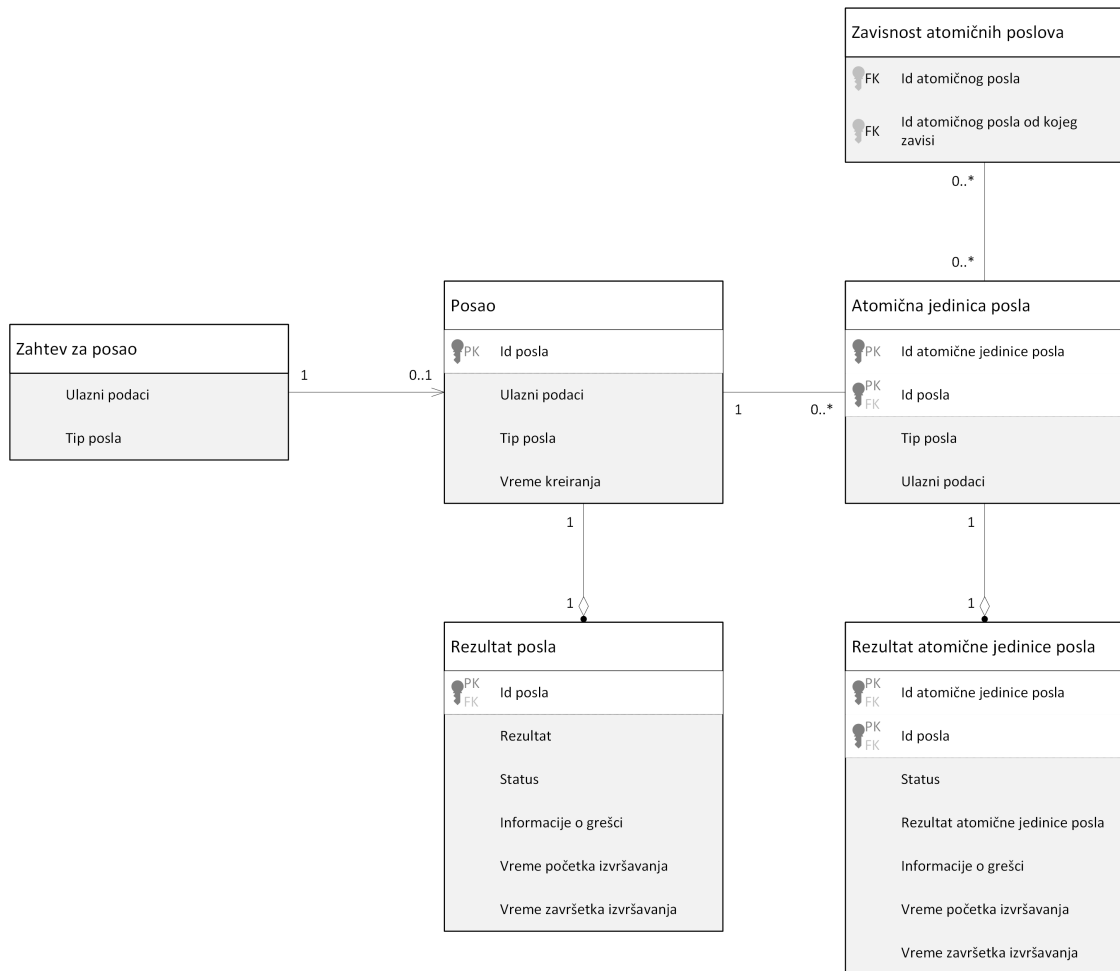 Zavisnost atomičnih poslova
FK Id atomičnog posla
FK Id atomičnog posla od kojeg
zavisi
0..*
0..*
Zahtev za posao
Ulazni podaci
Tip posla
1
0..1
Posao
PK Id posla
Ulazni podaci
Tip posla
Vreme kreiranja
1
0..*
Atomična jedinica posla
PK Id atomične jedinice posla
PK
FK Id posla
Tip posla
Ulazni podaci
1
1
Rezultat posla
PK
FK Id posla
Rezultat
Status
Informacije o grešci
Vreme početka izvršavanja
Vreme završetka izvršavanja
1
1
Rezultat atomične jedinice posla
PK
FK Id atomične jedinice posla
PK
FK Id posla
Status
Rezultat atomične jedinice posla
Informacije o grešci
Vreme početka izvršavanja
Vreme završetka izvršavanja